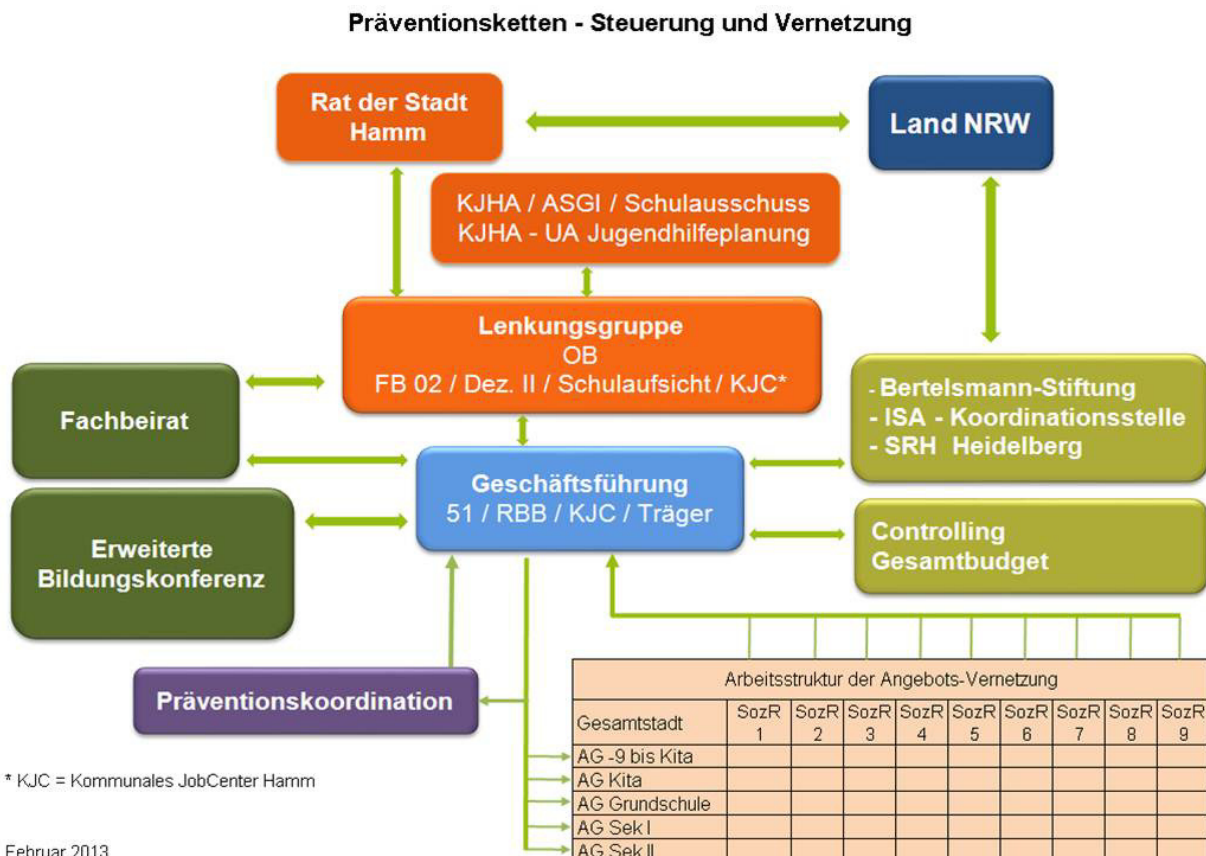 Präventionsketten - Steuerung und Vernetzung
Rat der Stadt
Hamm
Land NRW
KJHA / ASGI / Schulausschuss
KJHA - UA Jugendhilfeplanung
Lenkungsgruppe
OB
FB 02 / Dez. II / Schulaufsicht / KJC*
Fachbeirat
- Bertelsmann-Stiftung
- ISA - Koordinationsstelle
- SRH Heidelberg
Geschäftsführung
51 / RBB / KJC / Träger
Erweiterte
Bildungskonferenz
Controlling
Gesamtbudget
Präventionskoordination
Arbeitsstruktur der Angebots-Vernetzung
Gesamtstadt SozR 1 SozR 2 SozR 3 SozR 4 SozR 5 SozR 6 SozR 7 SozR 8 SozR 9
AG -9 bis Kita
AG Kita
AG Grundschule
AG Sek I
AG Sek II
* KJC = Kommunales JobCenter Hamm
Februar 2013